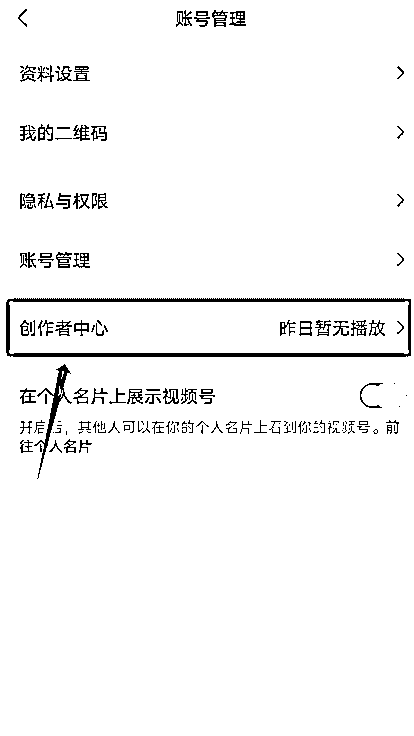 账号管理
资料设置
我的二维码
隐私与权限
账号管理
创作者中心 昨日暂无播放
在个人名片上展示视频号
开启后，其他人可以在你的个人名片上看到你的视频号。前
往个人名片